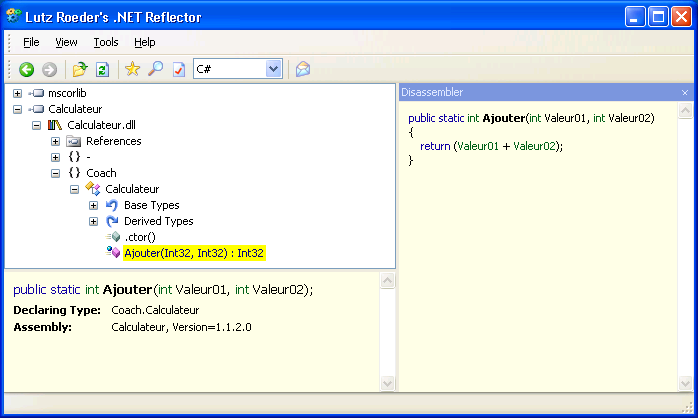 Lutz Roeder's .NET Reflector
File View Tools Help
C#
mscorlib
Calculateur
Calculateur.dll
References
{} -
{} Coach
Calculateur
Base Types
Derived Types
.ctor()
Ajouter(Int32, Int32) : Int32
public static int Ajouter(int Valeur01, int Valeur02);
Declaring Type: Coach.Calculateur
Assembly: Calculateur, Version=1.1.2.0
Disassembler
public static int Ajouter(int Valeur01, int Valeur02)
{
return (Valeur01 + Valeur02);
}